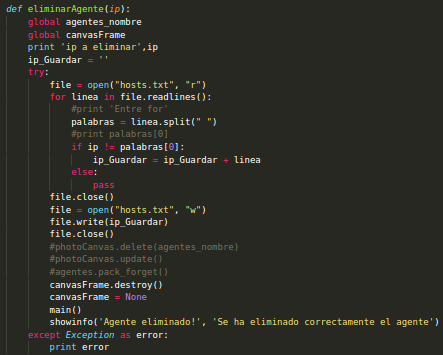 def eliminarAgente(ip):
    global agentes_nombre
    global canvasFrame
    print 'ip a eliminar',ip
    ip_Guardar = ''
    try:
        file = open("hosts.txt", "r")
        for linea in file.readlines():
            #print 'Entre for'
            palabras = linea.split(" ")
            #print palabras[0]
            if ip != palabras[0]:
                ip_Guardar = ip_Guardar + linea
            else:
                pass
        file.close()
        file = open("hosts.txt", "w")
        file.write(ip_Guardar)
        file.close()
        #photoCanvas.delete(agentes_nombre)
        #photoCanvas.update()
        #agentes.pack_forget()
        canvasFrame.destroy()
        canvasFrame = None
        main()
        showinfo('Agente eliminado!', 'Se ha eliminado correctamente el agente')
    except Exception as error:
        print error